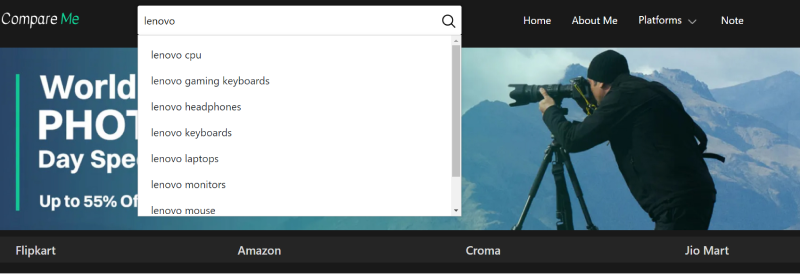 Compare Me
lenovo
Home
About Me
Platforms
Note
lenovo cpu
lenovo gaming keyboards
lenovo headphones
lenovo keyboards
lenovo laptops
lenovo monitors
lenovo mouse
World
PHOT
Day Spe
Up to 55% Of
Flipkart
Amazon
Croma
Jio Mart